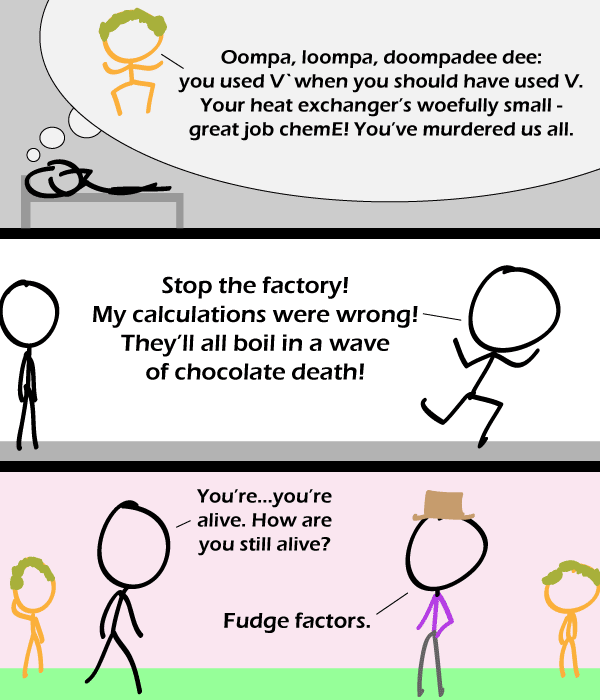 Oompa, loompa, doompadee dee:
you used V` when you should have used V.
Your heat exchanger's woefully small -
great job chemE! You've murdered us all.
Stop the factory!
My calculations were wrong!
They'll all boil in a wave
of chocolate death!
You're...you're
alive. How are
you still alive?
Fudge factors.